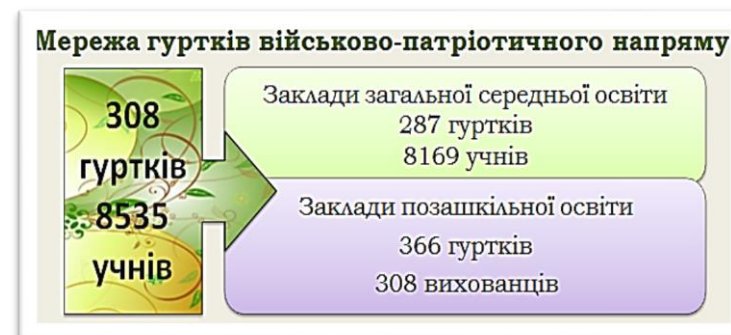 Мережа гуртків військово-патріотичного напряму
308
гуртків
8535
учнів
Заклади загальної середньої освіти
287 гуртків
8169 учнів
Заклади позашкільної освіти
366 гуртків
308 вихованців